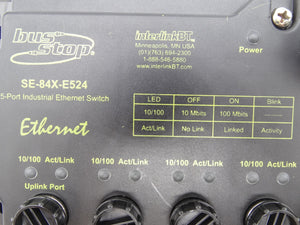 bus stop
interlinkBT
Minneapolis, MN USA
(01)(763) 694-2300
1-888-546-5880
www.interlinkBT.com
Power
SE-84X-E524
5-Port Industrial Ethernet Switch
Ethernet
LED OFF ON Blink
10/100 10 Mbits 100 Mbits -----
Act/Link No Link Linked Activity
10/100 Act/Link 10/100 Act/Link 10/100 Act/Link 10/100 Act/Link
Uplink Port